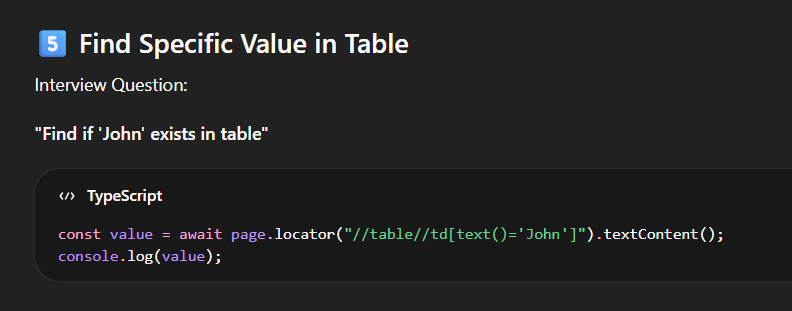 5 Find Specific Value in Table
Interview Question:
"Find if 'John' exists in table"
</> TypeScript
const value = await page.locator("//table//td[text()='John']").textContent();
console.log(value);